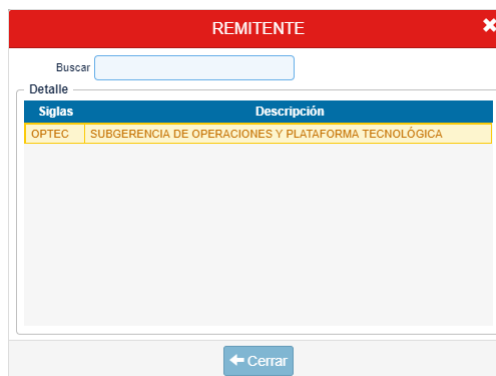 REMITENTE
Buscar
Detalle
Siglas Descripción
OPTEC SUBGERENCIA DE OPERACIONES Y PLATAFORMA TECNOLÓGICA
Cerrar